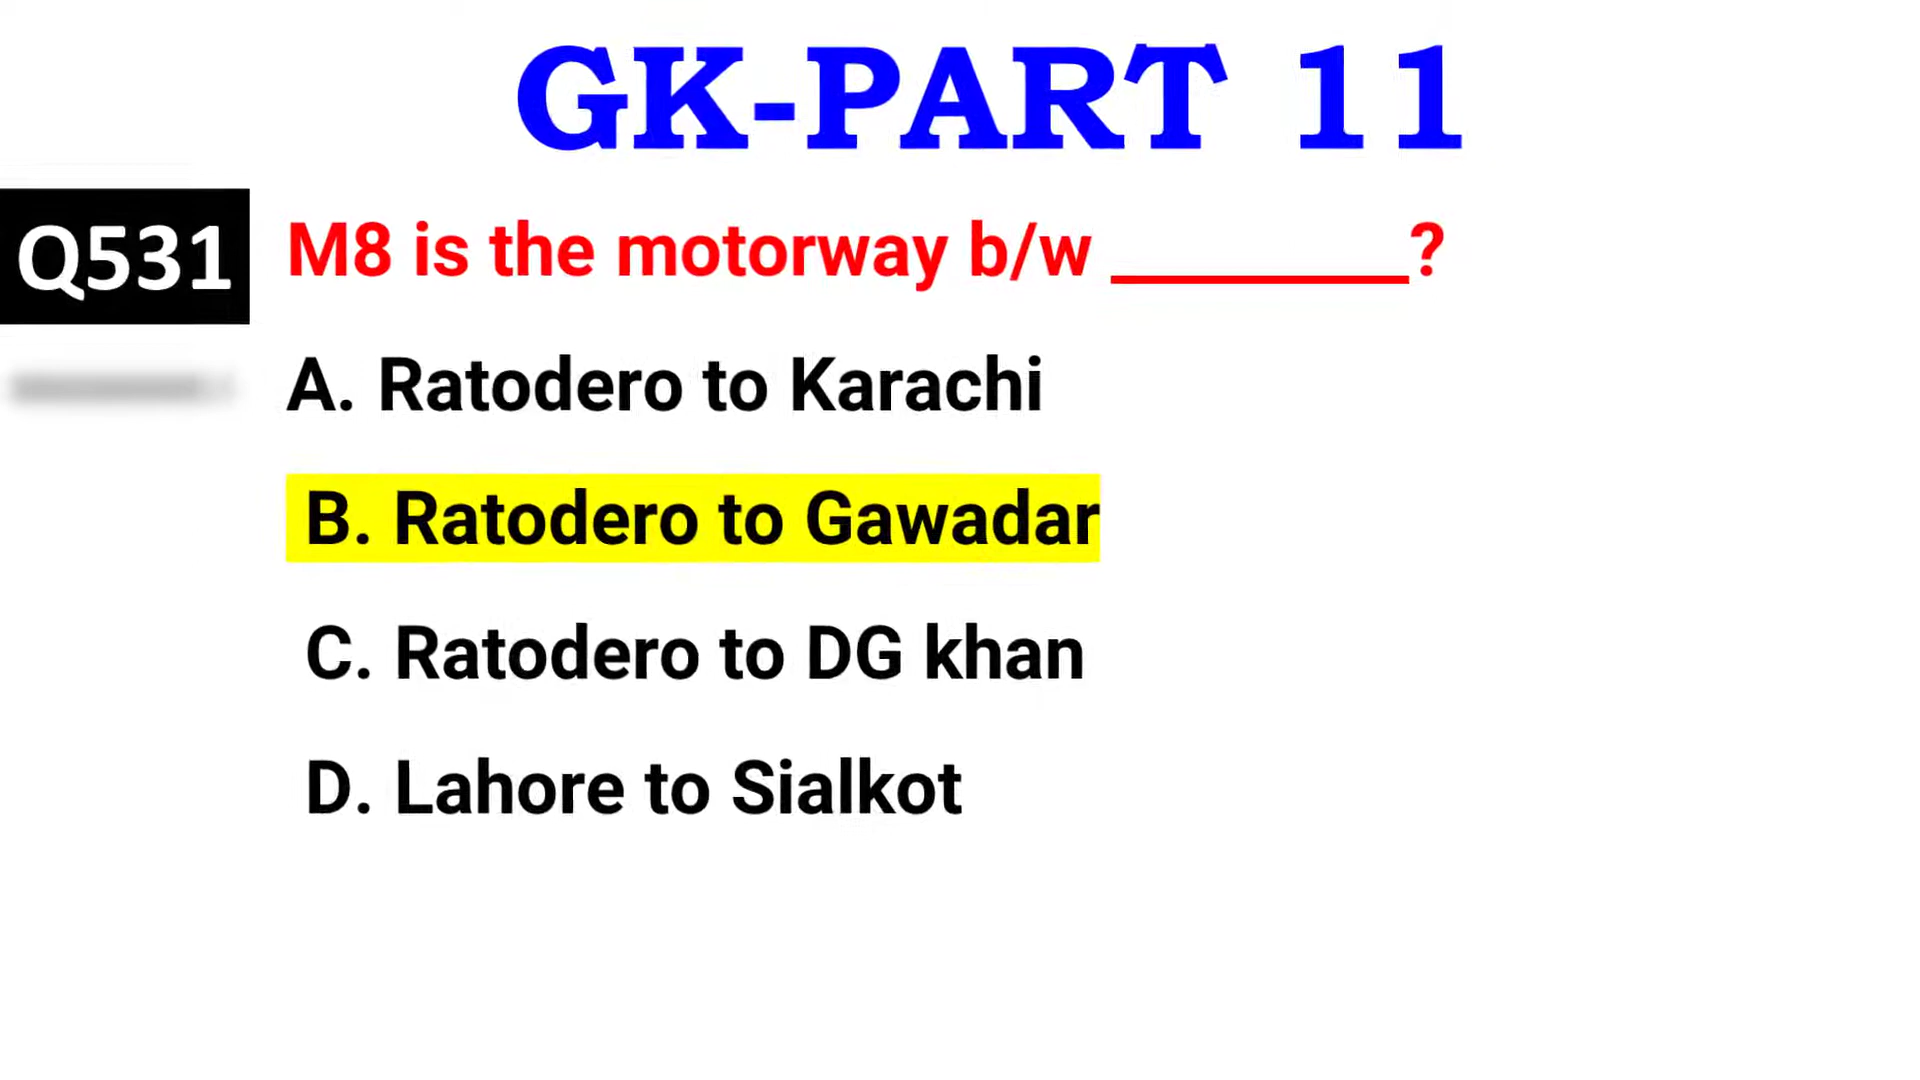 GK-PART 11
Q531 M8 is the motorway b/w ________?
A. Ratodero to Karachi
B. Ratodero to Gawadar
C. Ratodero to DG khan
D. Lahore to Sialkot